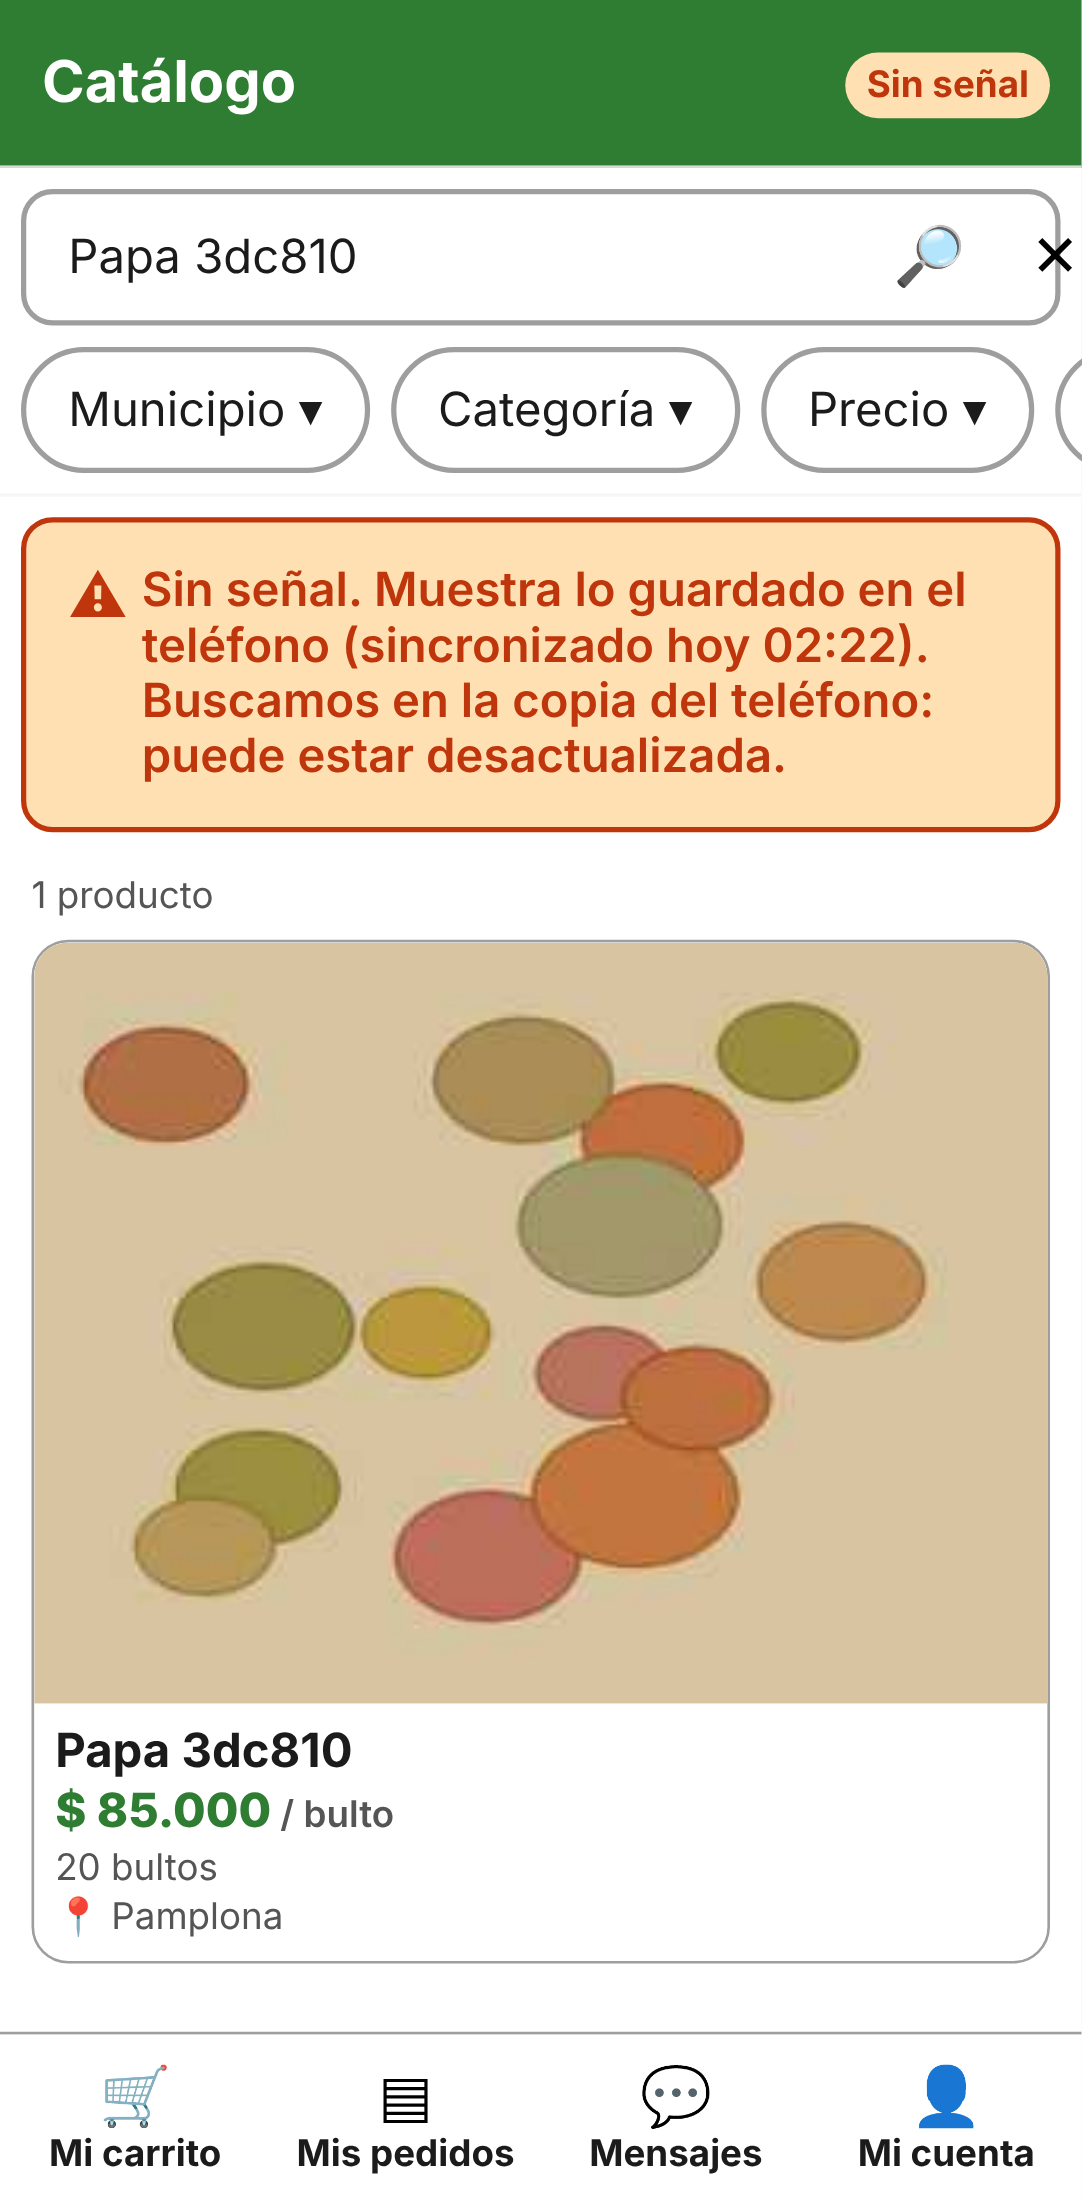 Catálogo
Sin señal
Papa 3dc810
Municipio ▼
Categoría ▼
Precio ▼
Sin señal. Muestra lo guardado en el
teléfono (sincronizado hoy 02:22).
Buscamos en la copia del teléfono:
puede estar desactualizada.
1 producto
Papa 3dc810
$ 85.000 / bulto
20 bultos
Pamplona
Mi carrito
Mis pedidos
Mensajes
Mi cuenta